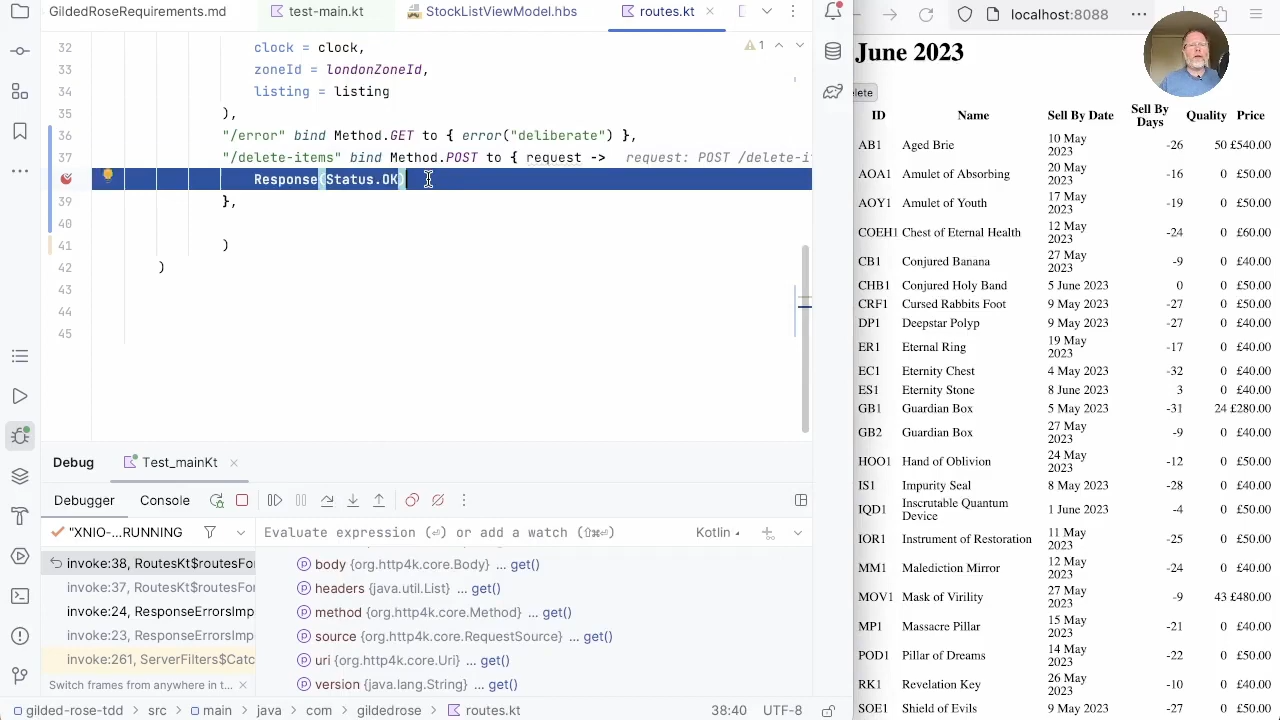 GildedRoseRequirements.md
test-main.kt
StockListViewModel.hbs
routes.kt
localhost:8088
32 clock = clock,
1
33 zoneId = londonZoneId,
34 listing = listing
35 ),
36 "/error" bind Method.GET to { error("deliberate") },
37 "/delete-items" bind Method.POST to { request -> request: POST /delete-it
Response(Status.OK)
39 },
40
41 )
42 )
43
44
45
Debug
Test_mainKt
Debugger
Console
"XNIO-...RUNNING
Evaluate expression (⏎) or add a watch (⇧⌘⏎)
Kotlin
invoke:38, RoutesKt$routesFo
invoke:37, RoutesKt$routesFo
invoke:24, ResponseErrorsImp
invoke:23, ResponseErrorsImp
invoke:261, ServerFilters$Catc
Switch frames from anywhere in t...
body {org.http4k.core.Body} ... get()
headers {java.util.List} ... get()
method {org.http4k.core.Method} ... get()
source {org.http4k.core.RequestSource} ... get()
uri {org.http4k.core.Uri} ... get()
version {java.lang.String} ... get()
gilded-rose-tdd
src
main
java
com
gildedrose
routes.kt
38:40
UTF-8
June 2023
elete
ID Name Sell By Date Sell By Days Quality Price
AB1 Aged Brie 10 May 2023 -26 50 £540.00
AOA1 Amulet of Absorbing 20 May 2023 -16 0 £50.00
AOY1 Amulet of Youth 17 May 2023 -19 0 £50.00
COEH1 Chest of Eternal Health 12 May 2023 -24 0 £60.00
CB1 Conjured Banana 27 May 2023 -9 0 £40.00
CHB1 Conjured Holy Band 5 June 2023 0 0 £50.00
CRF1 Cursed Rabbits Foot 9 May 2023 -27 0 £50.00
DP1 Deepstar Polyp 9 May 2023 -27 0 £40.00
ER1 Eternal Ring 19 May 2023 -17 0 £40.00
EC1 Eternity Chest 4 May 2023 -32 0 £40.00
ES1 Eternity Stone 8 June 2023 3 0 £40.00
GB1 Guardian Box 5 May 2023 -31 24 £280.00
GB2 Guardian Box 27 May 2023 -9 0 £40.00
HOO1 Hand of Oblivion 24 May 2023 -12 0 £50.00
IS1 Impurity Seal 8 May 2023 -28 0 £40.00
IQD1 Inscrutable Quantum Device 1 June 2023 -4 0 £50.00
IOR1 Instrument of Restoration 11 May 2023 -25 0 £50.00
MM1 Malediction Mirror 12 May 2023 -24 0 £40.00
MOV1 Mask of Virility 27 May 2023 -9 43 £480.00
MP1 Massacre Pillar 15 May 2023 -21 0 £40.00
POD1 Pillar of Dreams 14 May 2023 -22 0 £50.00
RK1 Revelation Key 26 May 2023 -10 0 £40.00
SOE1 Shield of Evils 9 May 2023 -27 0 £50.00